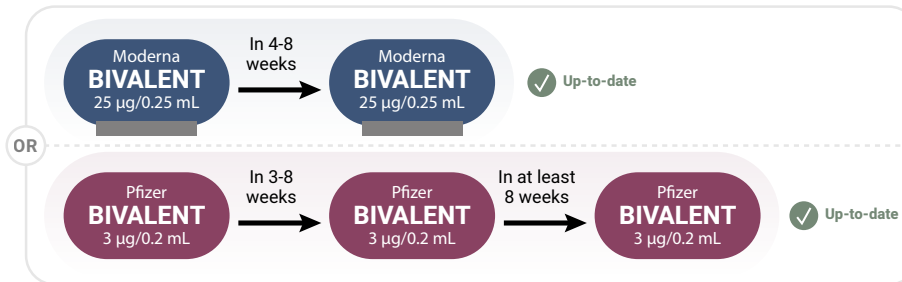 In 4-8
weeks
Moderna
BIVALENT
25 µg/0.25 mL
Moderna
BIVALENT
25 µg/0.25 mL
Up-to-date
OR
In 3-8
weeks
In at least
8 weeks
Pfizer
BIVALENT
3 µg/0.2 mL
Pfizer
BIVALENT
3 µg/0.2 mL
Pfizer
BIVALENT
3 µg/0.2 mL
Up-to-date